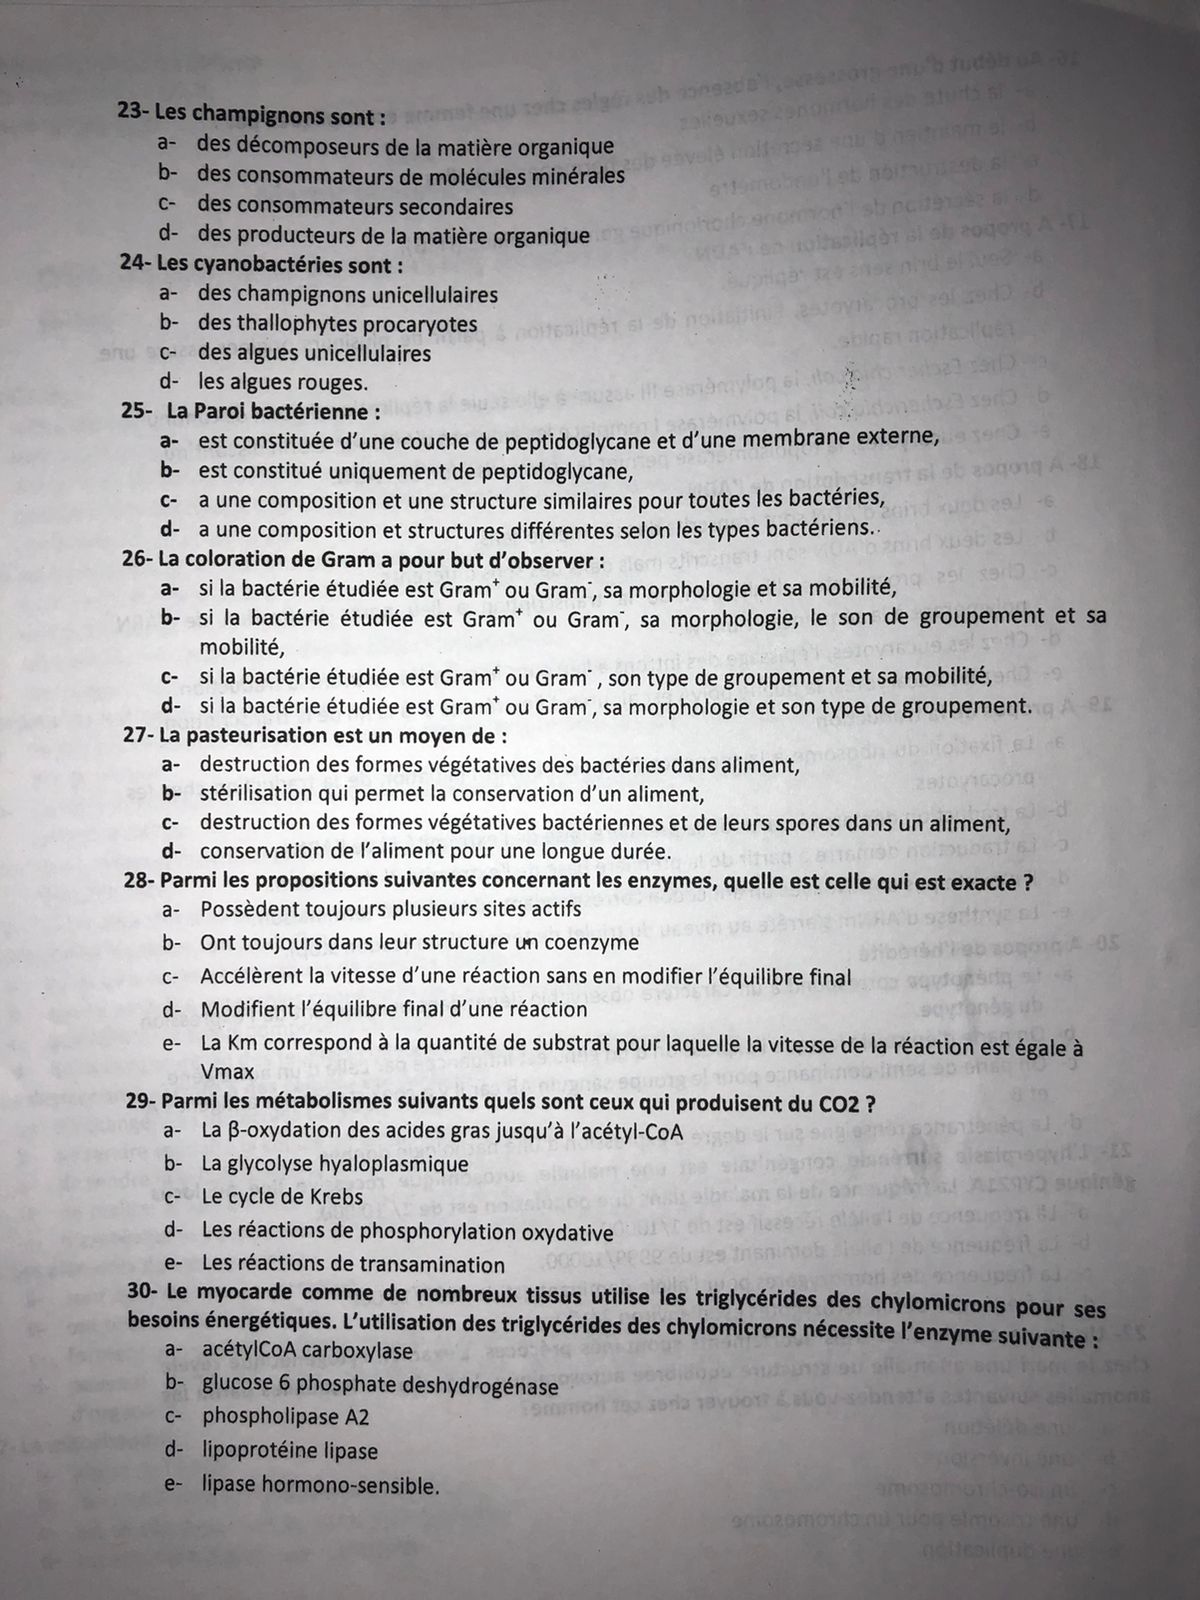 23- Les champignons sont :
a- des décomposeurs de la matière organique
b- des consommateurs de molécules minérales
c- des consommateurs secondaires
d- des producteurs de la matière organique
24- Les cyanobactéries sont :
a- des champignons unicellulaires
b- des thallophytes procaryotes
c- des algues unicellulaires
d- les algues rouges.
25- La Paroi bactérienne :
a- est constituée d'une couche de peptidoglycane et d'une membrane externe,
b- est constitué uniquement de peptidoglycane,
c- a une composition et une structure similaires pour toutes les bactéries,
d- a une composition et structures différentes selon les types bactériens.
26- La coloration de Gram a pour but d'observer :
a- si la bactérie étudiée est Gram⁺ ou Gram⁻, sa morphologie et sa mobilité,
b- si la bactérie étudiée est Gram⁺ ou Gram⁻, sa morphologie, le son de groupement et sa
mobilité,
c- si la bactérie étudiée est Gram⁺ ou Gram⁻ , son type de groupement et sa mobilité,
d- si la bactérie étudiée est Gram⁺ ou Gram⁻, sa morphologie et son type de groupement.
27- La pasteurisation est un moyen de :
a- destruction des formes végétatives des bactéries dans aliment,
b- stérilisation qui permet la conservation d'un aliment,
c- destruction des formes végétatives bactériennes et de leurs spores dans un aliment,
d- conservation de l'aliment pour une longue durée.
28- Parmi les propositions suivantes concernant les enzymes, quelle est celle qui est exacte ?
a- Possèdent toujours plusieurs sites actifs
b- Ont toujours dans leur structure un coenzyme
c- Accélèrent la vitesse d'une réaction sans en modifier l'équilibre final
d- Modifient l'équilibre final d'une réaction
e- La Km correspond à la quantité de substrat pour laquelle la vitesse de la réaction est égale à
Vmax
29- Parmi les métabolismes suivants quels sont ceux qui produisent du CO2 ?
a- La β-oxydation des acides gras jusqu'à l'acétyl-CoA
b- La glycolyse hyaloplasmique
c- Le cycle de Krebs
d- Les réactions de phosphorylation oxydative
e- Les réactions de transamination
30- Le myocarde comme de nombreux tissus utilise les triglycérides des chylomicrons pour ses
besoins énergétiques. L'utilisation des triglycérides des chylomicrons nécessite l'enzyme suivante :
a- acétylCoA carboxylase
b- glucose 6 phosphate deshydrogénase
c- phospholipase A2
d- lipoprotéine lipase
e- lipase hormono-sensible.